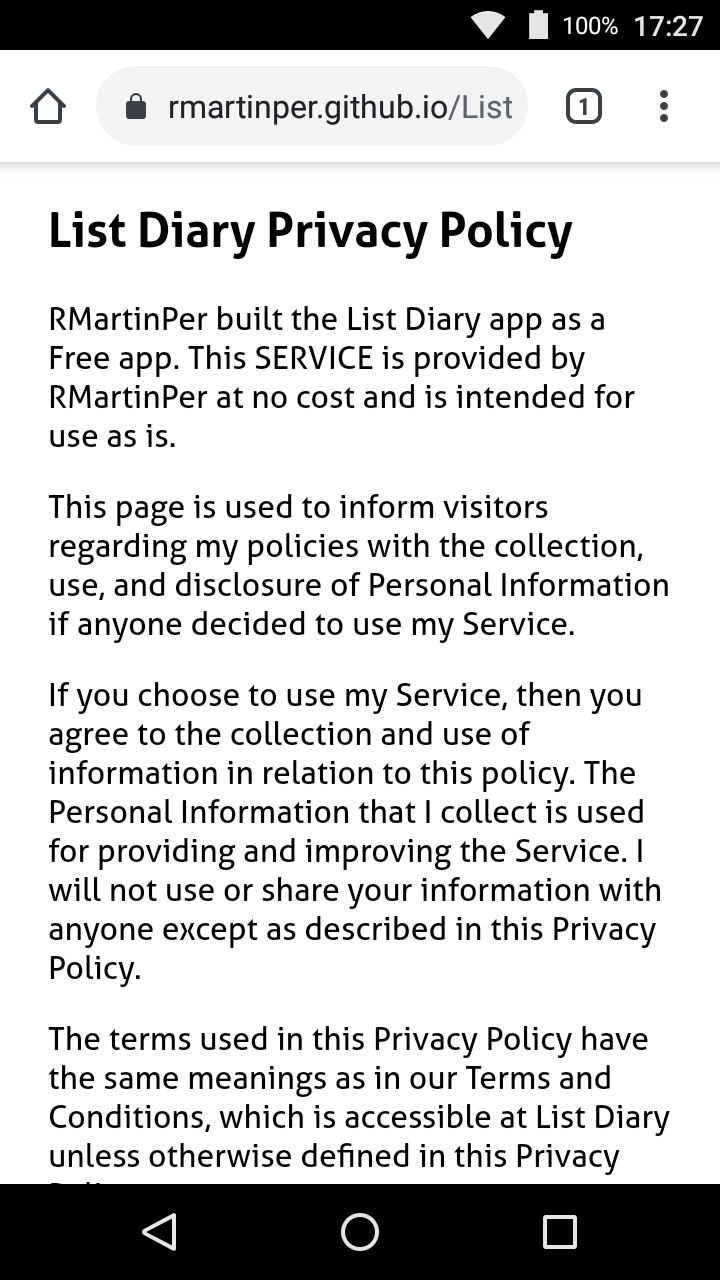 100% 17:27
rmartinper.github.io/List
1
List Diary Privacy Policy
RMartinPer built the List Diary app as a
Free app. This SERVICE is provided by
RMartinPer at no cost and is intended for
use as is.
This page is used to inform visitors
regarding my policies with the collection,
use, and disclosure of Personal Information
if anyone decided to use my Service.
If you choose to use my Service, then you
agree to the collection and use of
information in relation to this policy. The
Personal Information that I collect is used
for providing and improving the Service. I
will not use or share your information with
anyone except as described in this Privacy
Policy.
The terms used in this Privacy Policy have
the same meanings as in our Terms and
Conditions, which is accessible at List Diary
unless otherwise defined in this Privacy